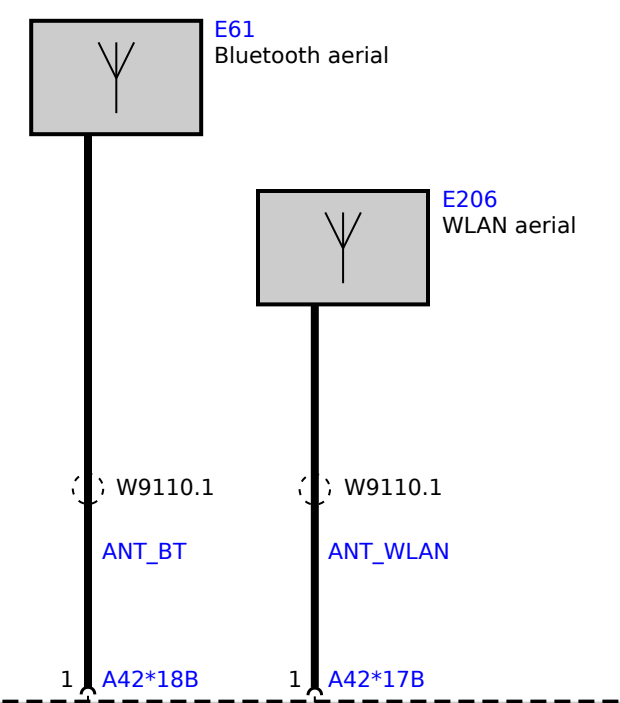 E61
Bluetooth aerial
E206
WLAN aerial
W9110.1
W9110.1
ANT_BT
ANT_WLAN
1 A42*18B
1 A42*17B